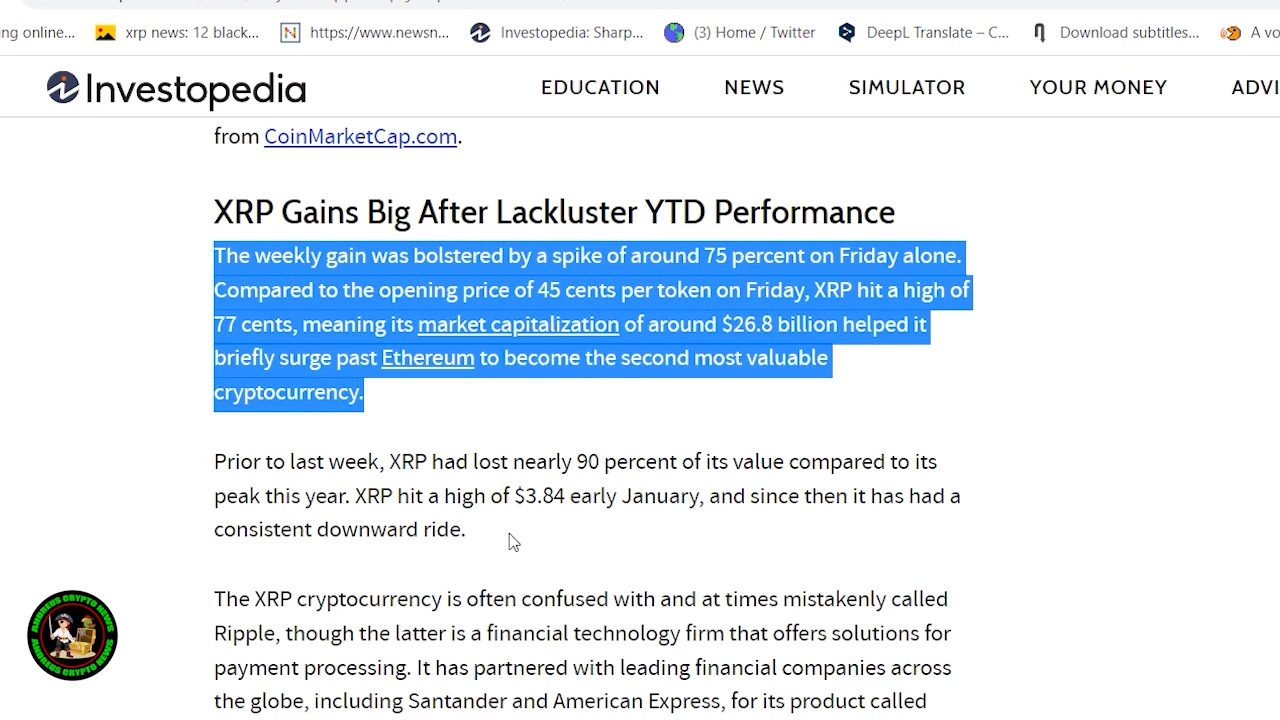 ing online...
xrp news: 12 black...
https://www.newsn...
Investopedia: Sharp...
(3) Home / Twitter
DeepL Translate – C...
Download subtitles...
A vo
Investopedia
EDUCATION
NEWS
SIMULATOR
YOUR MONEY
ADVI
from CoinMarketCap.com.
XRP Gains Big After Lackluster YTD Performance
The weekly gain was bolstered by a spike of around 75 percent on Friday alone.
Compared to the opening price of 45 cents per token on Friday, XRP hit a high of
77 cents, meaning its market capitalization of around $26.8 billion helped it
briefly surge past Ethereum to become the second most valuable
cryptocurrency.
Prior to last week, XRP had lost nearly 90 percent of its value compared to its
peak this year. XRP hit a high of $3.84 early January, and since then it has had a
consistent downward ride.
The XRP cryptocurrency is often confused with and at times mistakenly called
Ripple, though the latter is a financial technology firm that offers solutions for
payment processing. It has partnered with leading financial companies across
the globe, including Santander and American Express, for its product called
ANDREUS CRYPTO NEWS
ANDREUS CRYPTO NEWS